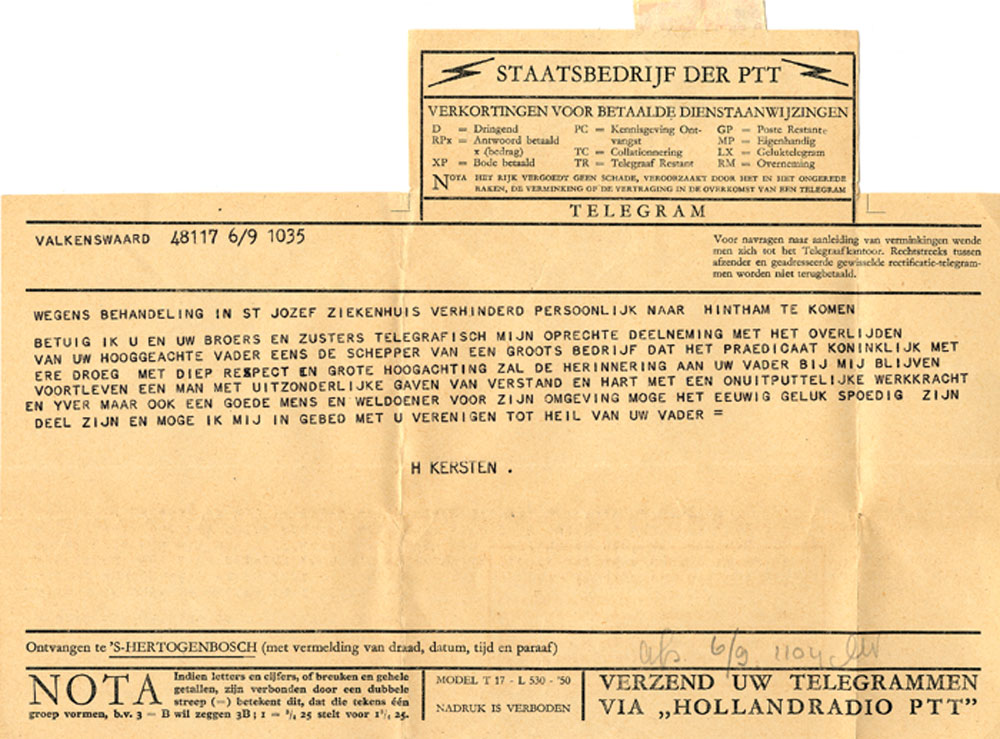 STAATSBEDRIJF DER PTT
VERKORTINGEN VOOR BETAALDE DIENSTAANWIJZINGEN
D = Dringend
RPx = Antwoord betaald
x (bedrag)
XP = Bode betaald
PC = Kennisgeving Ont-
vangst
TC = Collationnering
TR = Telegraaf Restant
GP = Poste Restante
MP = Eigenhandig
LX = Geluktelegram
RM = Overneming
NOTA HET RIJK VERGOEDT GEEN SCHADE, VEROORZAAKT DOOR HET IN HET ONGEREDE
RAKEN, DE VERMINKING OF DE VERTRAGING IN DE OVERKOMST VAN EEN TELEGRAM
TELEGRAM
VALKENSWAARD 48117 6/9 1035
Voor navragen naar aanleiding van verminkingen wende
men zich tot het Telegraafkantoor. Rechtstreeks tussen
afzender en geadresseerde gewisselde rectificatie-telegram-
men worden niet terugbetaald.
WEGENS BEHANDELING IN ST JOZEF ZIEKENHUIS VERHINDERD PERSOONLIJK NAAR HINTHAM TE KOMEN
BETUIG IK U EN UW BROERS EN ZUSTERS TELEGRAFISCH MIJN OPRECHTE DEELNEMING MET HET OVERLIJDEN
VAN UW HOOGGEACHTE VADER EENS DE SCHEPPER VAN EEN GROOTS BEDRIJF DAT HET PRAEDICAAT KONINKLIJK MET
ERE DROEG MET DIEP RESPECT EN GROTE HOOGACHTING ZAL DE HERINNERING AAN UW VADER BIJ MIJ BLIJVEN
VOORTLEVEN EEN MAN MET UITZONDERLIJKE GAVEN VAN VERSTAND EN HART MET EEN ONUITPUTTELIJK WERKKRACHT
EN YVER MAAR OOK EEN GOEDE MENS EN WELDOENER VOOR ZIJN OMGEVING MOGE HET EEUWIG GELUK SPOEDIG ZIJN
DEEL ZIJN EN MOGE IK MIJ IN GEBED MET U VERENIGEN TOT HEIL VAN UW VADER =
H KERSTEN .
Ontvangen te 'S-HERTOGENBOSCH (met vermelding van draad, datum, tijd en paraaf)
6/9. 1104
NOTA
Indien letters en cijfers, of breuken en gehele
getallen, zijn verbonden door een dubbele
streep (=) betekent dit, dat die tekens één
groep vormen, b.v. 3 = B wil zeggen 3B; 1 = 3/4 25 stelt voor 1 3/4 25.
MODEL T 17 - L 530 - '50
NADRUK IS VERBODEN
VERZEND UW TELEGRAMMEN
VIA „HOLLANDRADIO PTT"